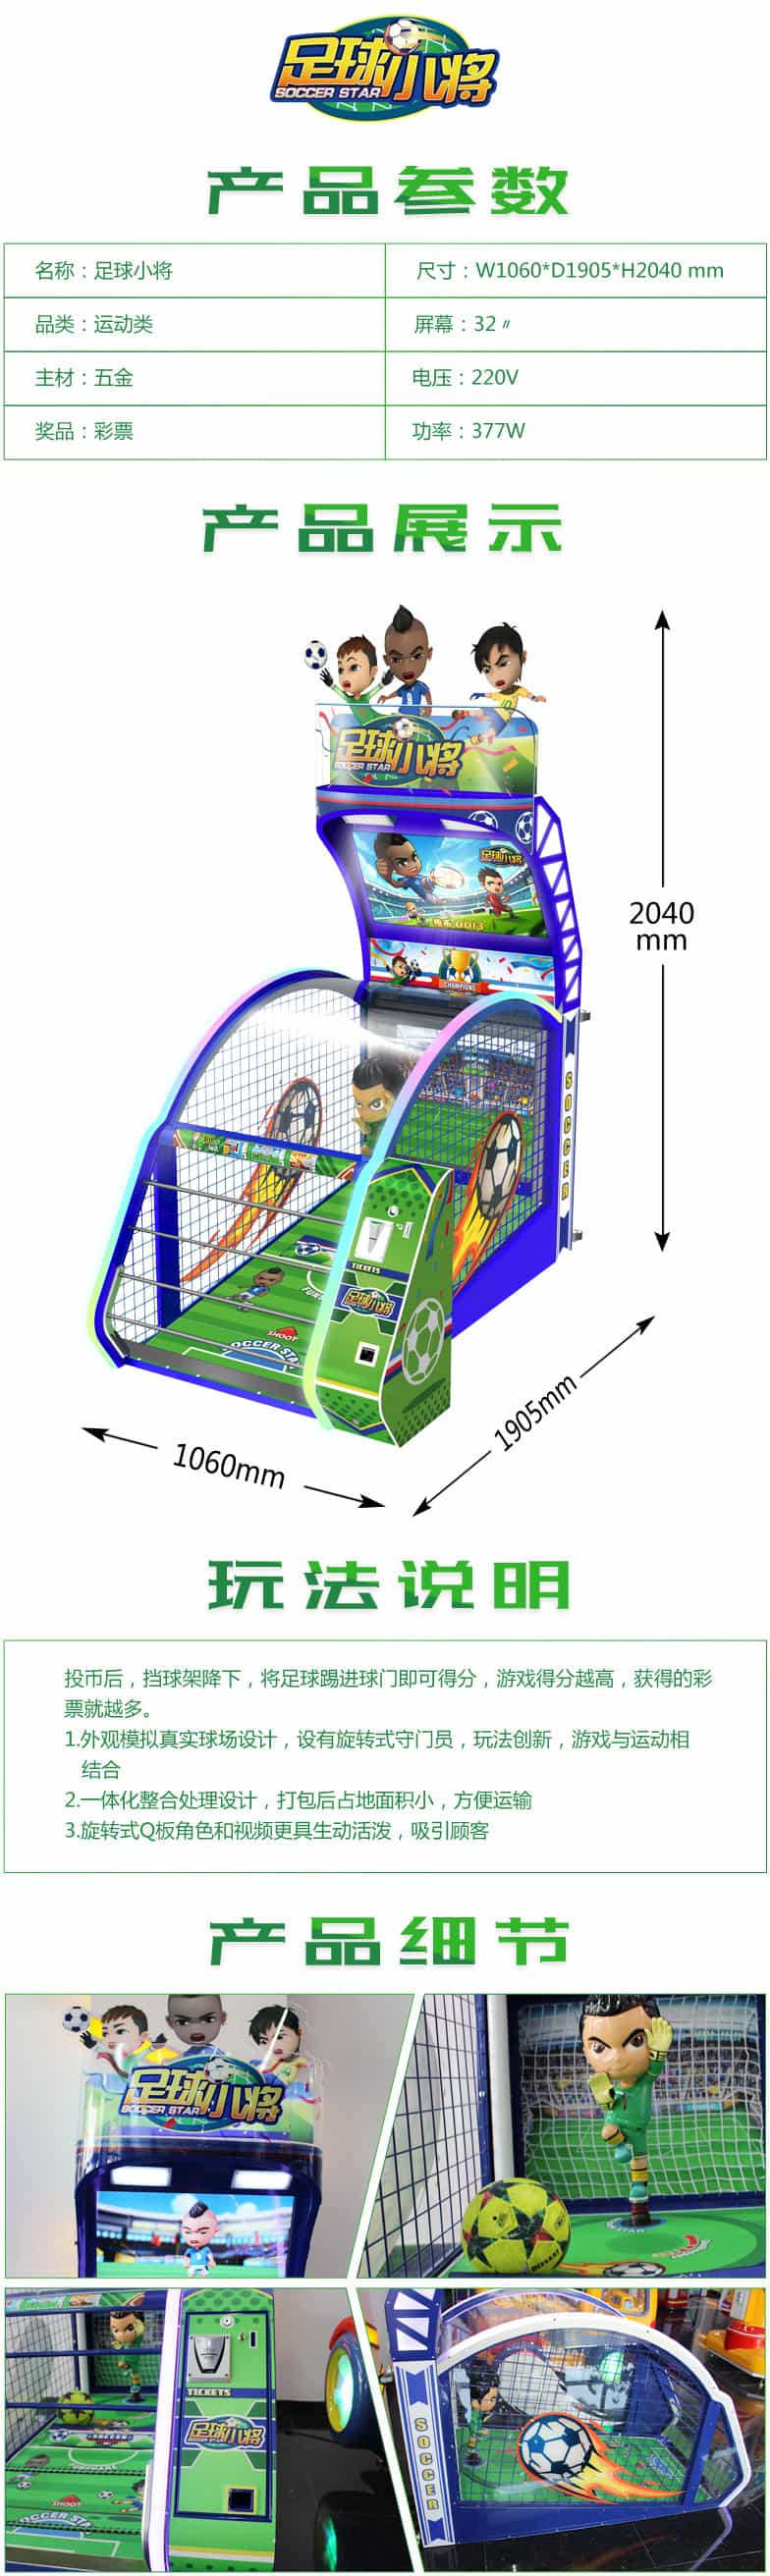 足球小将
SOCCER STAR
产品参数
名称：足球小将
尺寸：W1060*D1905*H2040 mm
品类：运动类
屏幕：32〃
主材：五金
电压：220V
奖品：彩票
功率：377W
产品展示
足球小将
SOCCER STAR
足球小将
CHAMPIONS
2040
mm
SOCCER
TICKETS
足球小将
SHOOT
SOCCER STA
1060mm
1905mm
玩法说明
投币后，挡球架降下，将足球踢进球门即可得分，游戏得分越高，获得的彩
票就越多。
1.外观模拟真实球场设计，设有旋转式守门员，玩法创新，游戏与运动相
结合
2.一体化整合处理设计，打包后占地面积小，方便运输
3.旋转式Q板角色和视频更具生动活泼，吸引顾客
产品细节
足球小将
SOCCER STAR
TICKETS
足球小将
SOCCER STAR
SHOOT
OCCER STA
SOCCER